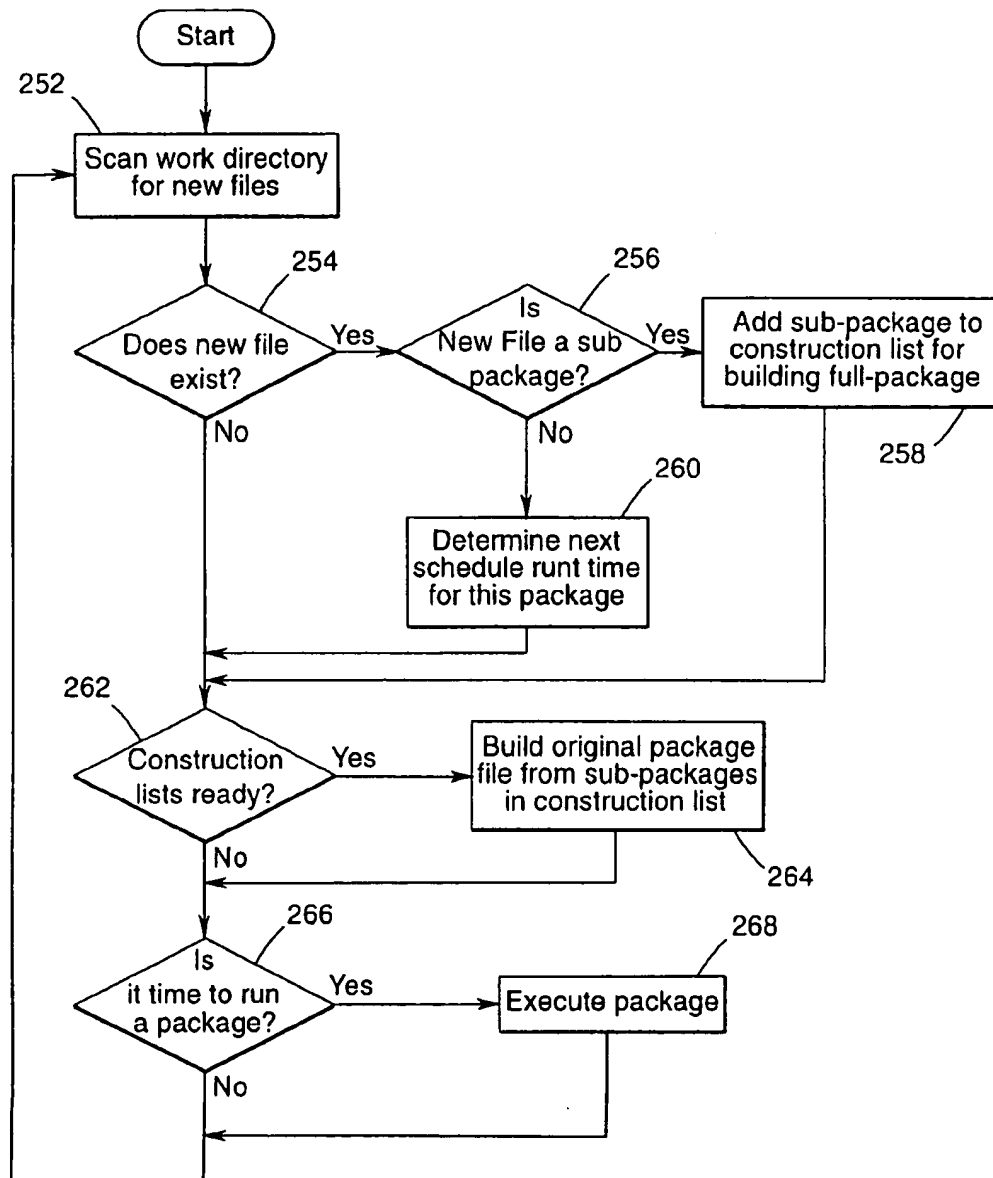 Start
252
Scan work directory
for new files
254
Does new file
exist?
Yes
No
256
Is
New File a sub
package?
Yes
No
Add sub-package to
construction list for
building full-package
258
260
Determine next
schedule runt time
for this package
262
Construction
lists ready?
Yes
No
Build original package
file from sub-packages
in construction list
264
266
Is
it time to run
a package?
Yes
No
268
Execute package